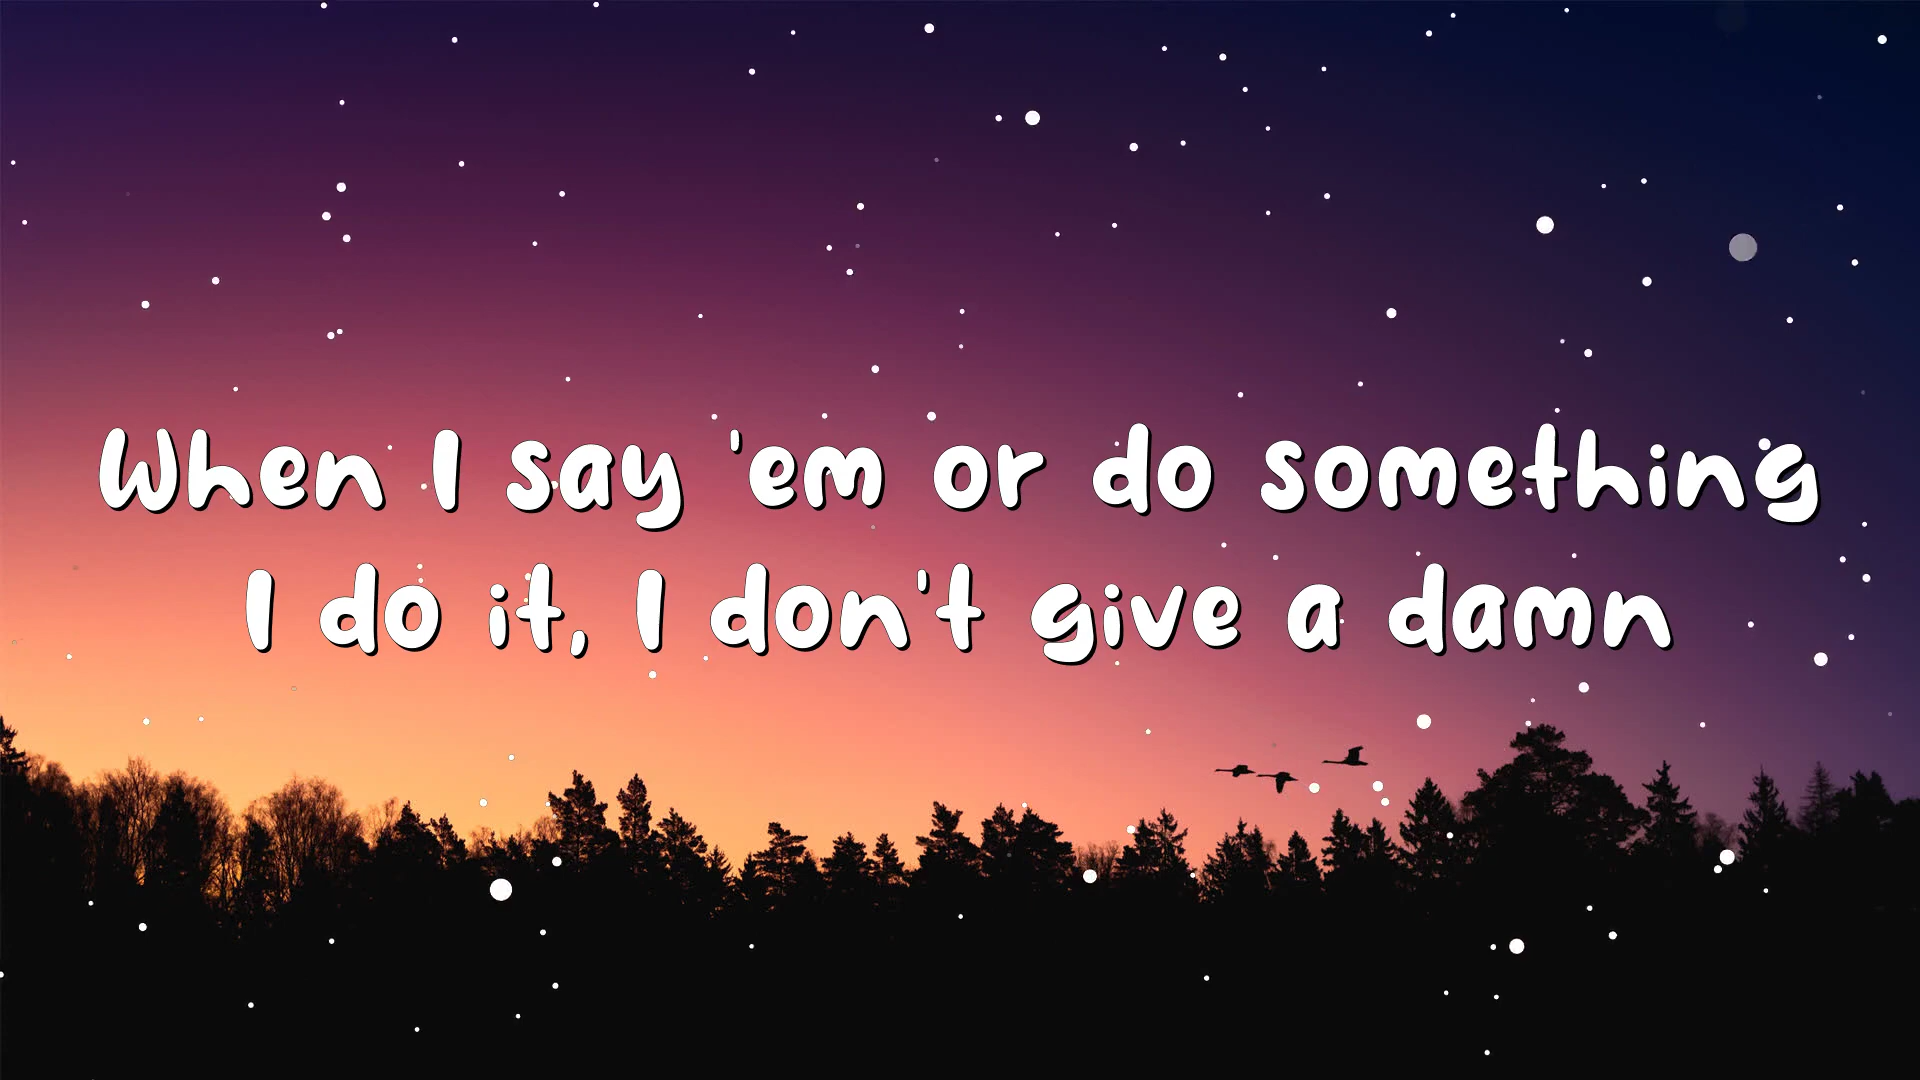 When I say 'em or do something
I do it, I don't give a damn